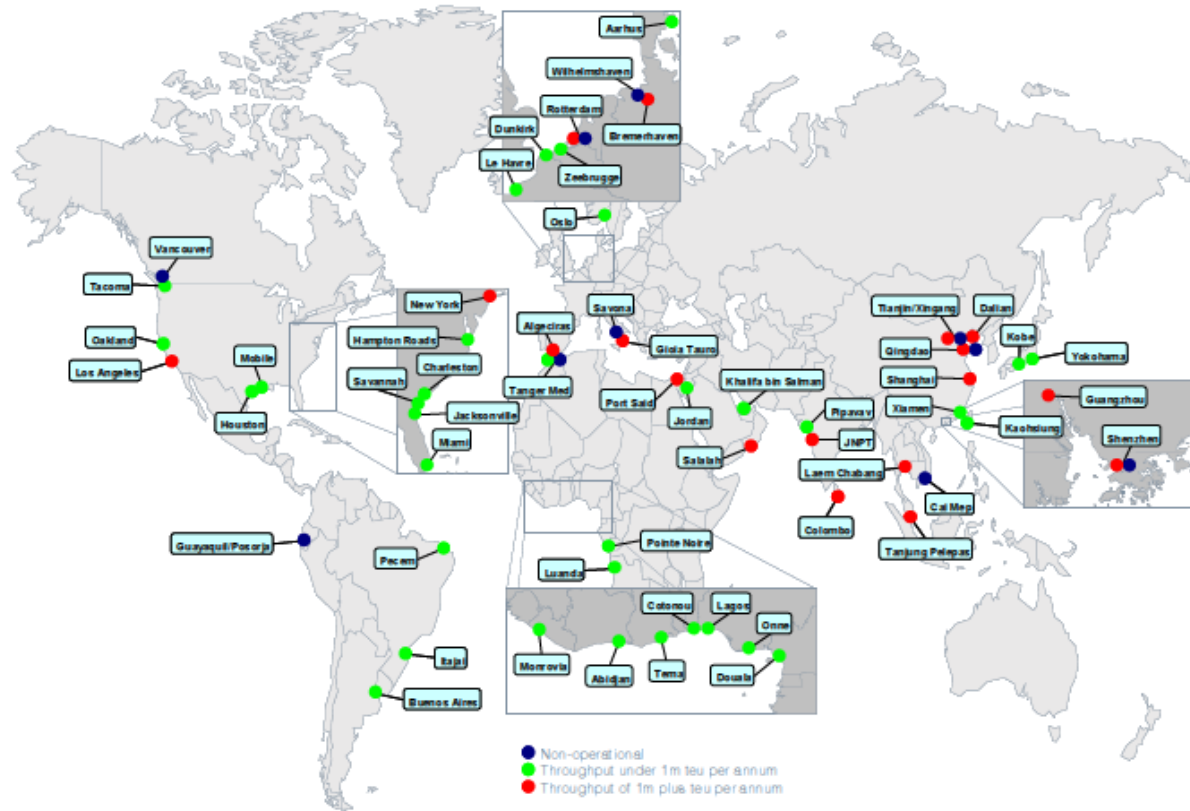 Aarhus
Wilhelmshaven
Rotterdam
Dunkirk
Bremerhaven
Le Havre
Zeebrugge
Oslo
Vancouver
Tacoma
New York
Savona
Tianjin/Xingang
Dalian
Algeciras
Kobe
Oakland
Hampton Roads
Gioia Tauro
Qingdao
Yokohama
Mobile
Charleston
Los Angeles
Savannah
Tanger Med
Khalifa bin Salman
Shanghai
Port Said
Guangzhou
Jacksonville
Jordan
Pipavav
Xiamen
Houston
Kaohsiung
JNPT
Shenzhen
Miami
Salalah
Laem Chabang
Cai Mep
Colombo
Guayaquil/Posorja
Pointe Noire
Tanjung Pelepas
Pecem
Luanda
Cotonou
Lagos
Onne
Itajai
Monrovia
Abidjan
Tema
Douala
Buenos Aires
Non-operational
Throughput under 1m teu per annum
Throughput of 1m plus teu per annum